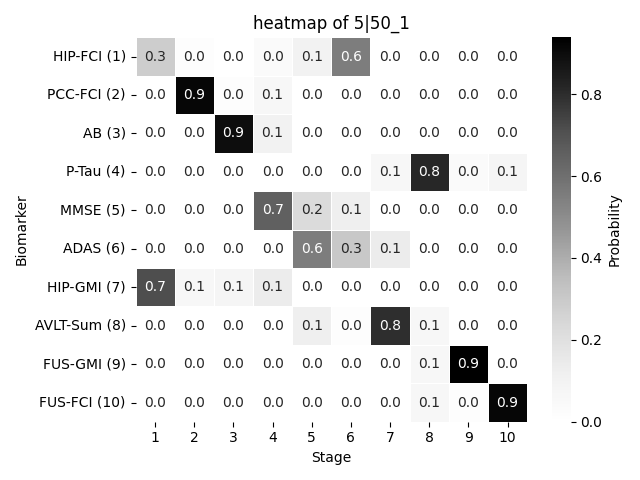 heatmap of 5|50_1
Biomarker
HIP-FCI (1) 0.3 0.0 0.0 0.0 0.1 0.6 0.0 0.0 0.0 0.0
PCC-FCI (2) 0.0 0.9 0.0 0.1 0.0 0.0 0.0 0.0 0.0 0.0
AB (3) 0.0 0.0 0.9 0.1 0.0 0.0 0.0 0.0 0.0 0.0
P-Tau (4) 0.0 0.0 0.0 0.0 0.0 0.0 0.1 0.8 0.0 0.1
MMSE (5) 0.0 0.0 0.0 0.7 0.2 0.1 0.0 0.0 0.0 0.0
ADAS (6) 0.0 0.0 0.0 0.0 0.6 0.3 0.1 0.0 0.0 0.0
HIP-GMI (7) 0.7 0.1 0.1 0.1 0.0 0.0 0.0 0.0 0.0 0.0
AVLT-Sum (8) 0.0 0.0 0.0 0.0 0.1 0.0 0.8 0.1 0.0 0.0
FUS-GMI (9) 0.0 0.0 0.0 0.0 0.0 0.0 0.0 0.1 0.9 0.0
FUS-FCI (10) 0.0 0.0 0.0 0.0 0.0 0.0 0.0 0.1 0.0 0.9
1 2 3 4 5 6 7 8 9 10
Stage
0.8
0.6
0.4
0.2
0.0
Probability